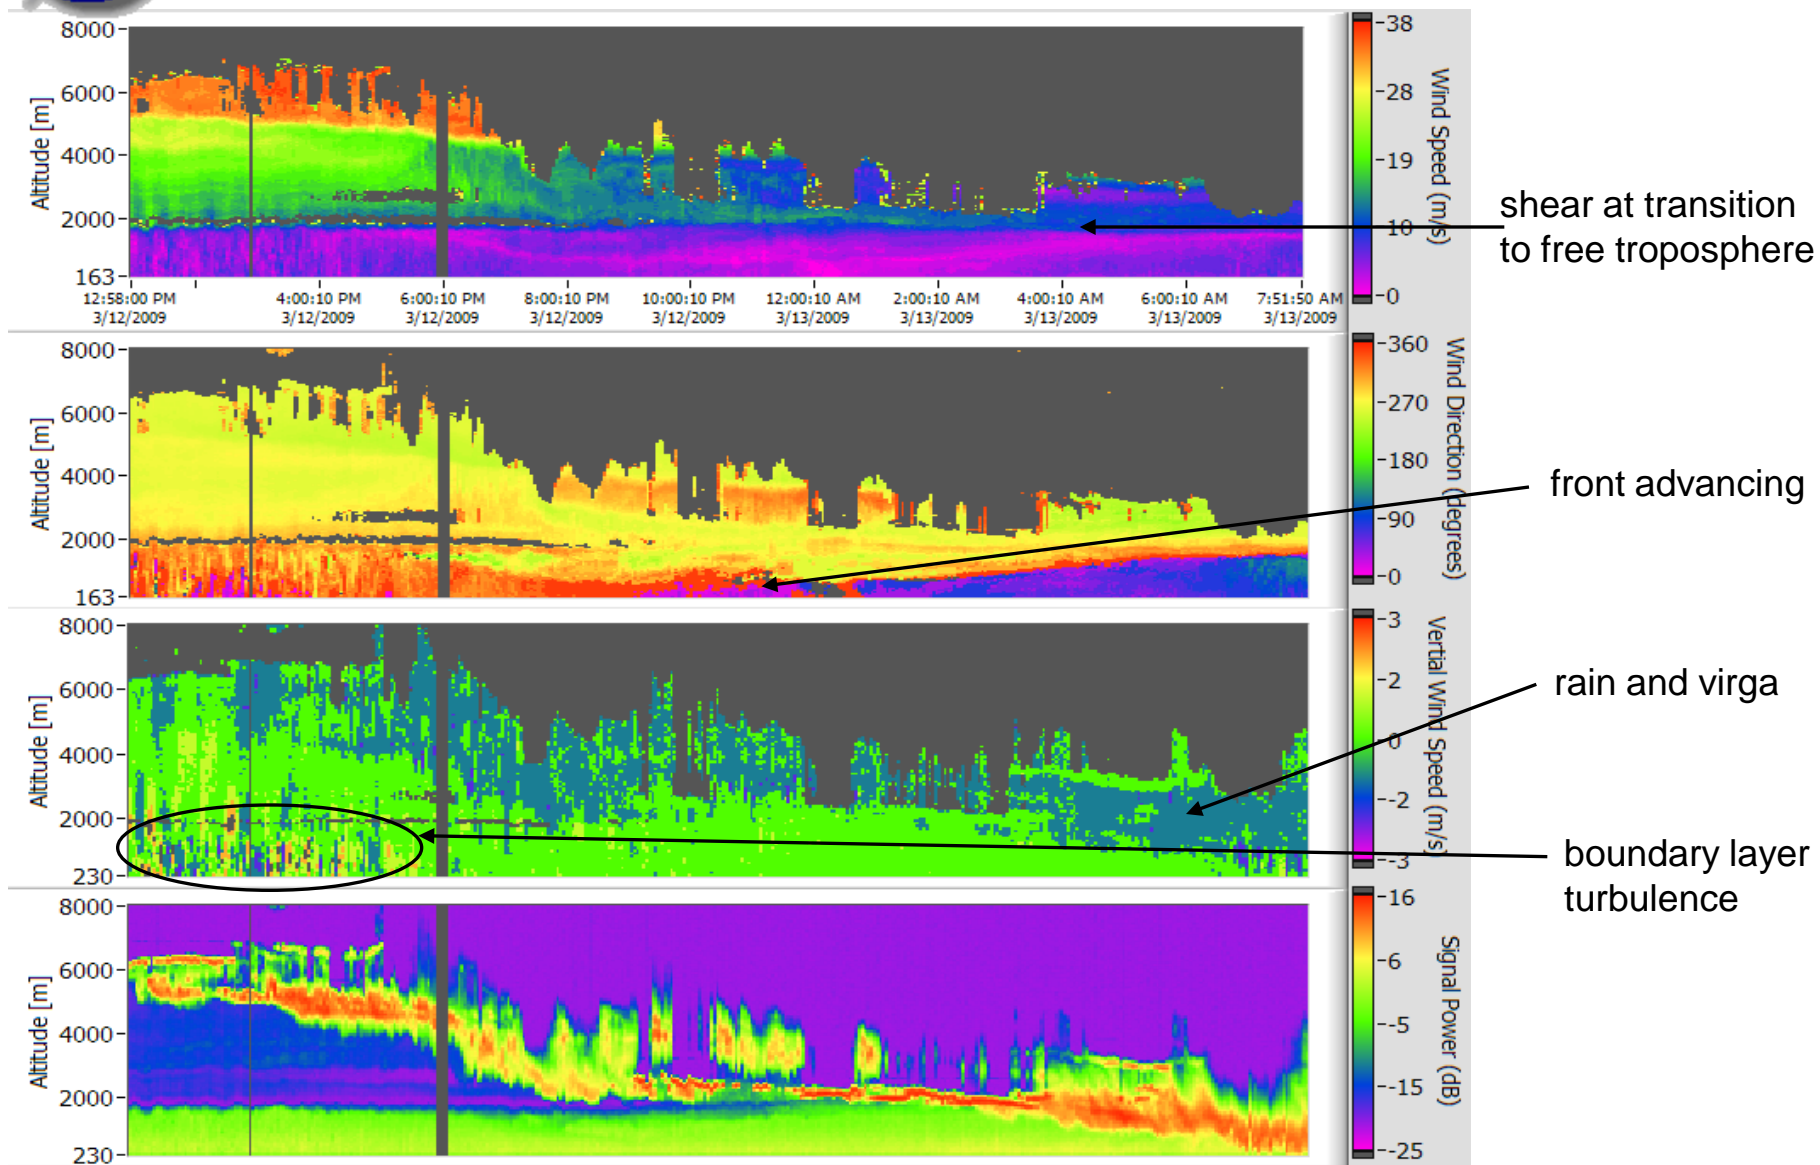 8000
6000
4000
2000
163
Altitude [m]
12:58:00 PM 4:00:10 PM 6:00:10 PM 8:00:10 PM 10:00:10 PM 12:00:10 AM 2:00:10 AM 4:00:10 AM 6:00:10 AM 7:51:50 AM
3/12/2009 3/12/2009 3/12/2009 3/12/2009 3/12/2009 3/13/2009 3/13/2009 3/13/2009 3/13/2009 3/13/2009
-38
-28
-19
-10
-0
Wind Speed (m/s)
shear at transition
to free troposphere
8000
6000
4000
2000
163
Altitude [m]
-360
-270
-180
-90
-0
Wind Direction (degrees)
front advancing
8000
6000
4000
2000
230
Altitude [m]
-3
-2
-0
--2
--3
Vertial Wind Speed (m/s)
rain and virga
boundary layer
turbulence
8000
6000
4000
2000
230
Altitude [m]
-16
-6
--5
--15
--25
Signal Power (dB)